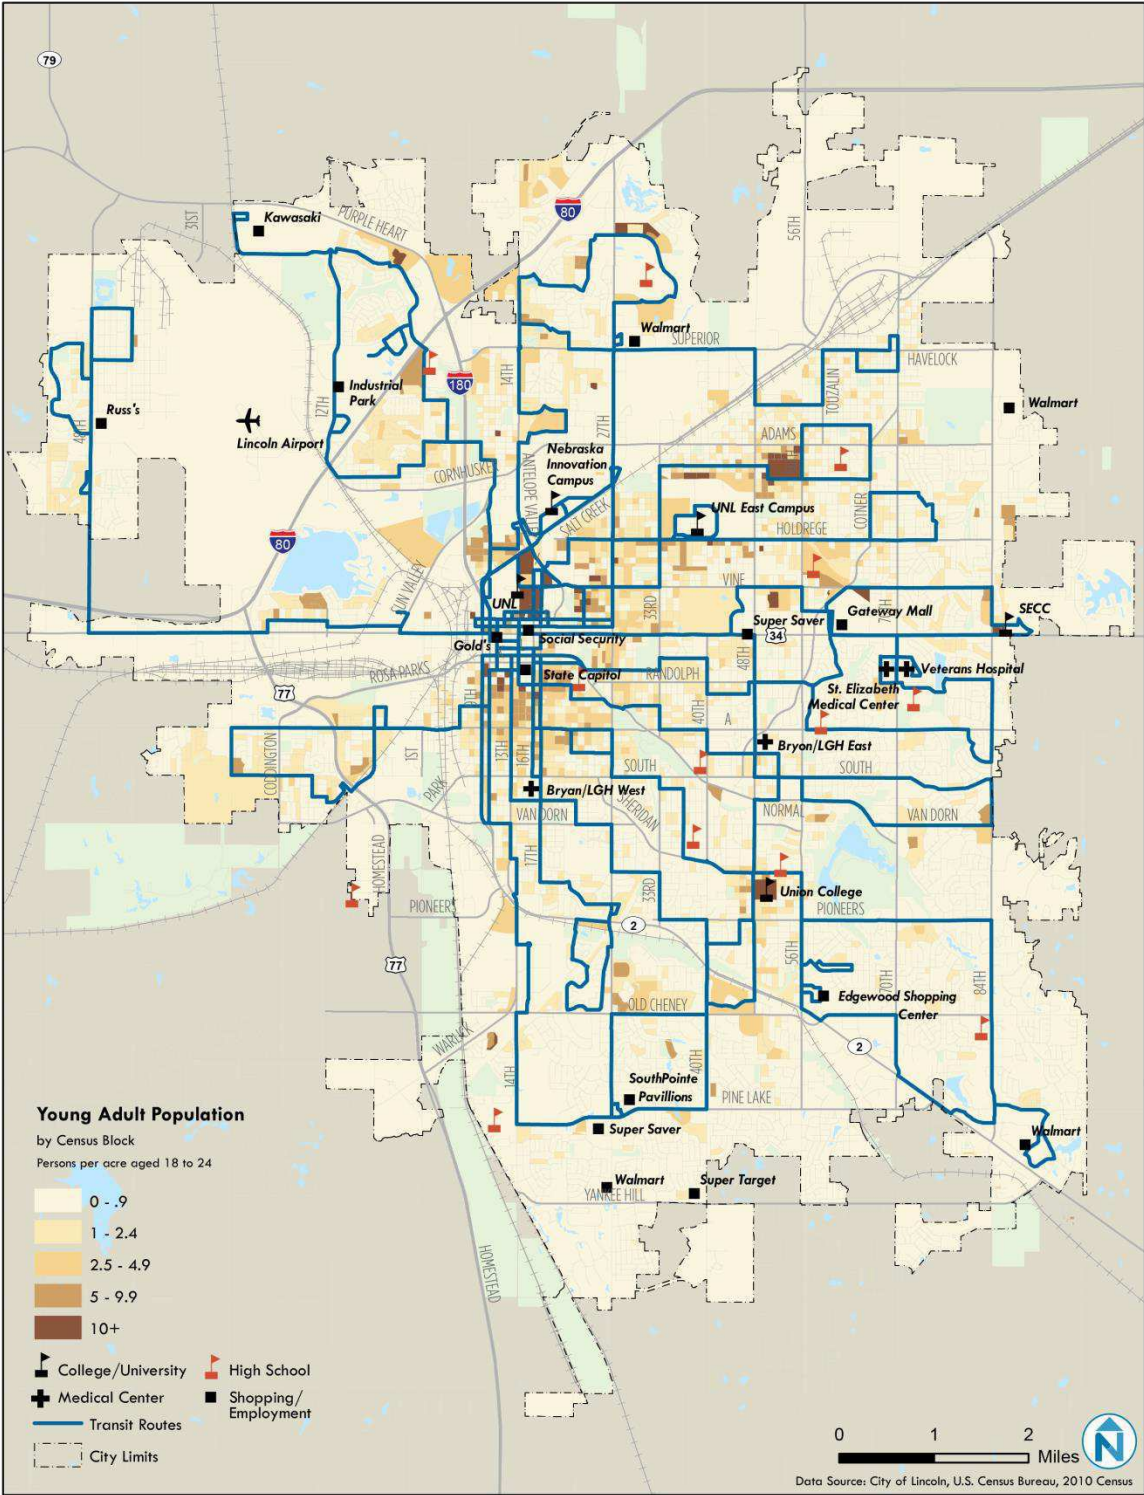 79
31ST
Kawasaki
PURPLE HEART
80
56TH
Walmart
SUPERIOR
HAVELOCK
14TH
180
Industrial
Park
12TH
TOUZALIN
Walmart
Russ's
48TH
Lincoln Airport
27TH
ADAMS
Nebraska
Innovation
Campus
CORNHUSKER
ANTELOPE VALLEY
SALT CREEK
UNL East Campus
HOLDREGE
COTNER
80
SUN VALLEY
VINE
UNL
33RD
70TH
Gateway Mall
SECC
Super Saver
34
Gold's
Social Security
48TH
ROSA PARKS
State Capitol
RANDOLPH
Veterans Hospital
77
9TH
St. Elizabeth
Medical Center
40TH
A
CODDINGTON
1ST
13TH
16TH
Bryon/LGH East
SOUTH
SOUTH
PARK
Bryan/LGH West
SHERIDAN
VAN DORN
NORMAL
VAN DORN
HOMESTEAD
17TH
33RD
Union College
PIONEERS
PIONEERS
2
77
56TH
70TH
84TH
Edgewood Shopping
Center
OLD CHENEY
WARLICK
2
14TH
40TH
SouthPointe
Pavillions
PINE LAKE
Super Saver
Walmart
Walmart
Super Target
YANKEE HILL
HOMESTEAD
Young Adult Population
by Census Block
Persons per acre aged 18 to 24
0 - .9
1 - 2.4
2.5 - 4.9
5 - 9.9
10+
College/University
High School
Medical Center
Shopping/
Employment
Transit Routes
City Limits
0 1 2
Miles
N
Data Source: City of Lincoln, U.S. Census Bureau, 2010 Census